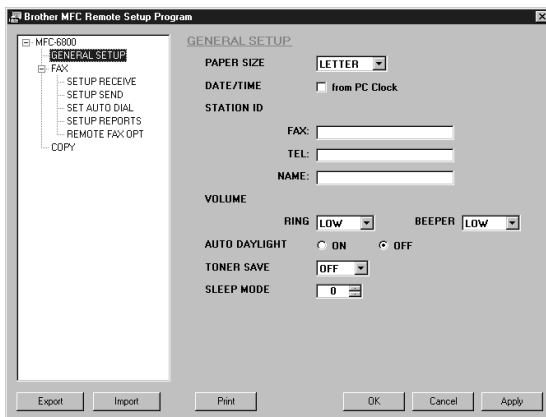 Brother MFC Remote Setup Program
MFC-6800
GENERAL SETUP
FAX
SETUP RECEIVE
SETUP SEND
SET AUTO DIAL
SETUP REPORTS
REMOTE FAX OPT
COPY
GENERAL SETUP
PAPER SIZE LETTER
DATE/TIME from PC Clock
STATION ID
FAX:
TEL:
NAME:
VOLUME
RING LOW BEEPER LOW
AUTO DAYLIGHT ON OFF
TONER SAVE OFF
SLEEP MODE 0
Export Import Print OK Cancel Apply